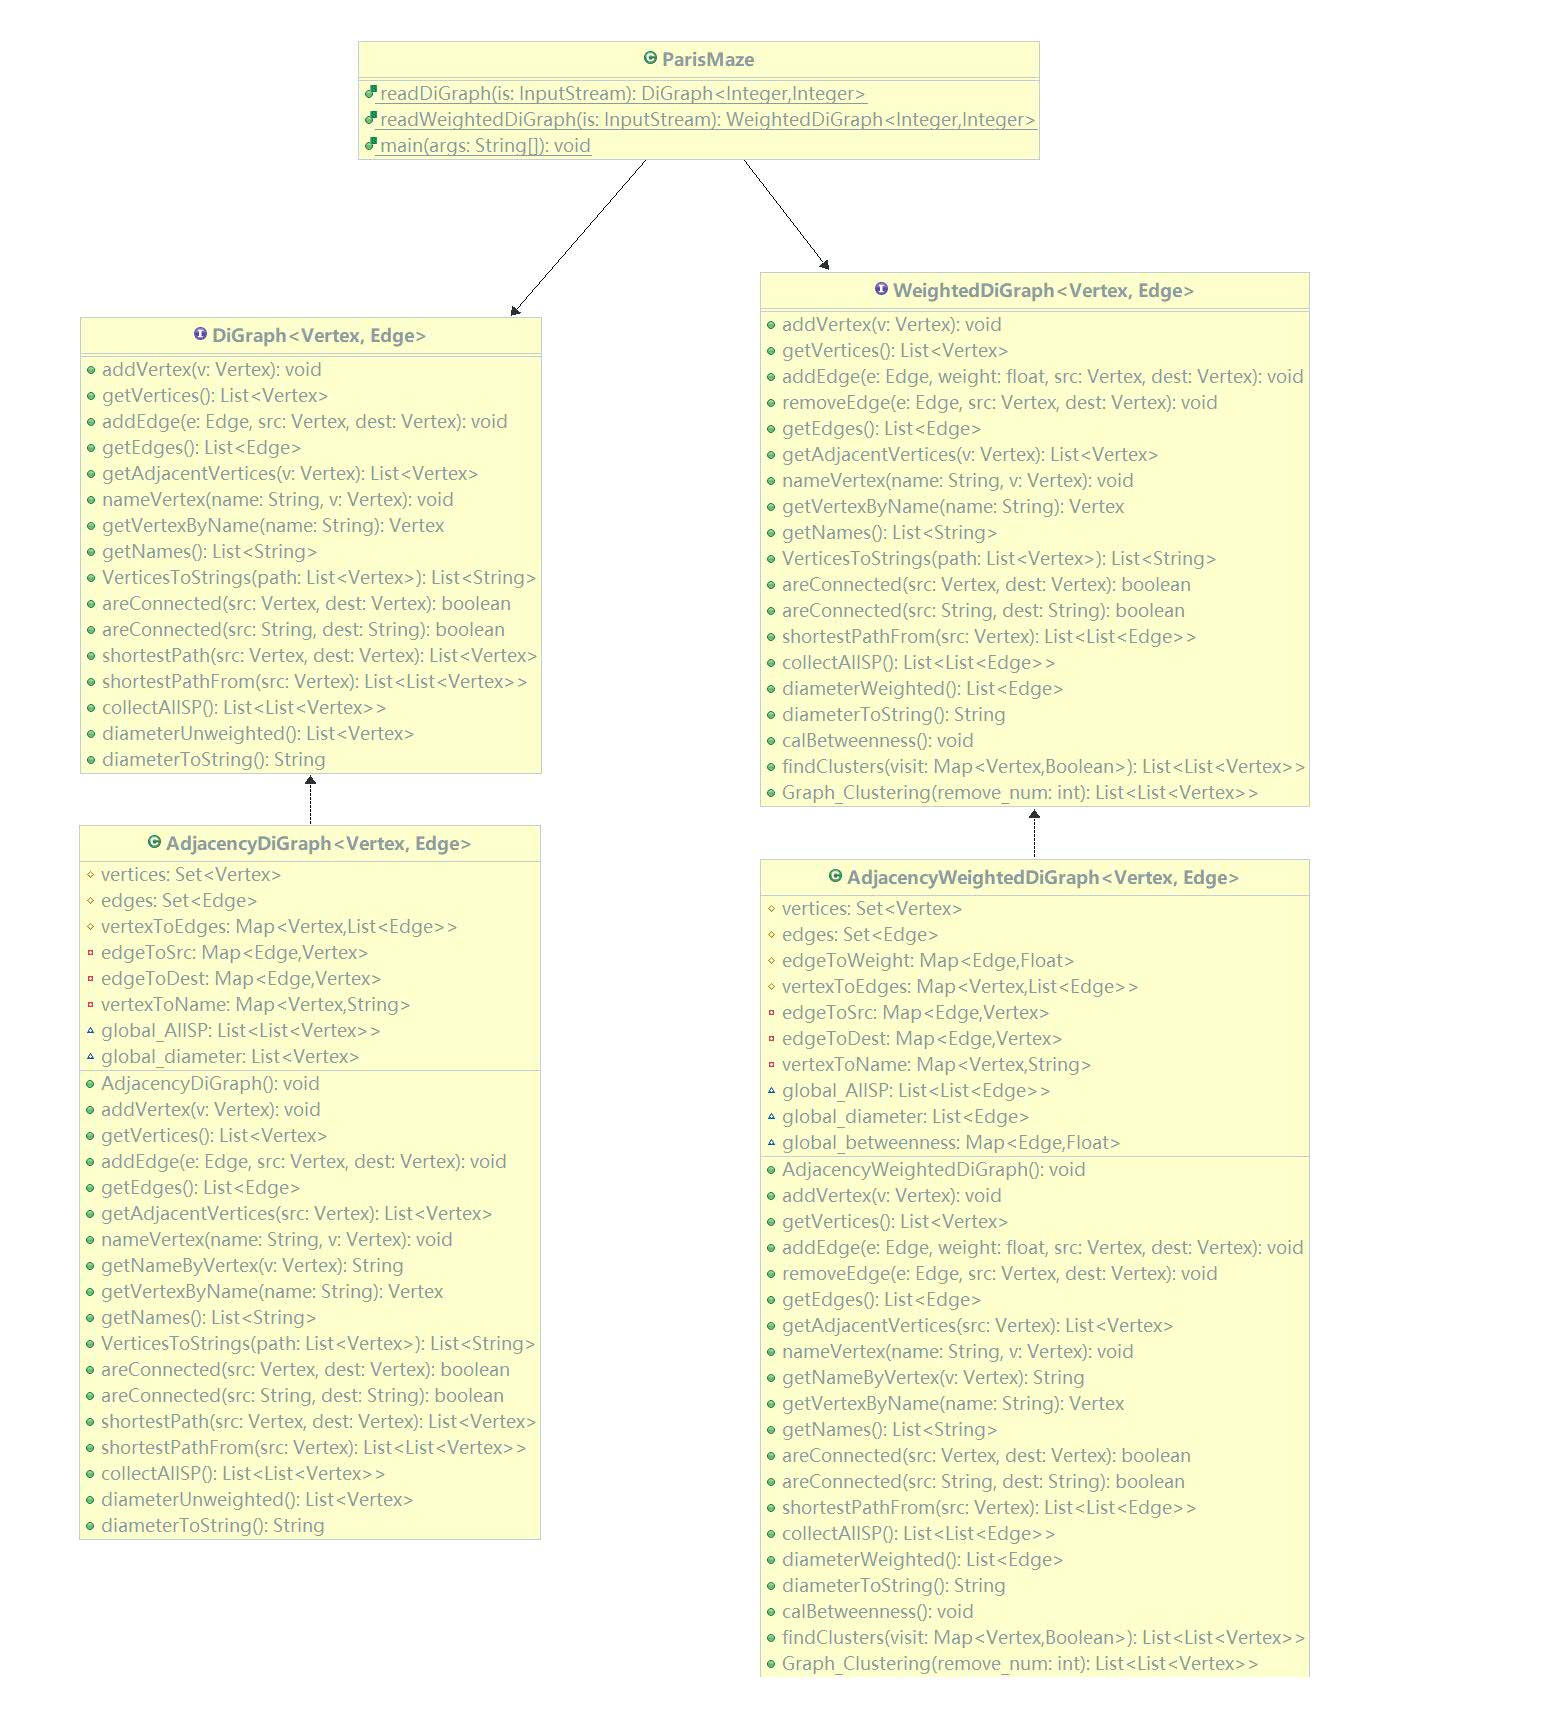 ParisMaze
readDiGraph(is: InputStream): DiGraph<Integer,Integer>
readWeightedDiGraph(is: InputStream): WeightedDiGraph<Integer,Integer>
main(args: String[]): void
DiGraph<Vertex, Edge>
addVertex(v: Vertex): void
getVertices(): List<Vertex>
addEdge(e: Edge, src: Vertex, dest: Vertex): void
getEdges(): List<Edge>
getAdjacentVertices(v: Vertex): List<Vertex>
nameVertex(name: String, v: Vertex): void
getVertexByName(name: String): Vertex
getNames(): List<String>
VerticesToStrings(path: List<Vertex>): List<String>
areConnected(src: Vertex, dest: Vertex): boolean
areConnected(src: String, dest: String): boolean
shortestPath(src: Vertex, dest: Vertex): List<Vertex>
shortestPathFrom(src: Vertex): List<List<Vertex>>
collectAllSP(): List<List<Vertex>>
diameterUnweighted(): List<Vertex>
diameterToString(): String
WeightedDiGraph<Vertex, Edge>
addVertex(v: Vertex): void
getVertices(): List<Vertex>
addEdge(e: Edge, weight: float, src: Vertex, dest: Vertex): void
removeEdge(e: Edge, src: Vertex, dest: Vertex): void
getEdges(): List<Edge>
getAdjacentVertices(v: Vertex): List<Vertex>
nameVertex(name: String, v: Vertex): void
getVertexByName(name: String): Vertex
getNames(): List<String>
VerticesToStrings(path: List<Vertex>): List<String>
areConnected(src: Vertex, dest: Vertex): boolean
areConnected(src: String, dest: String): boolean
shortestPathFrom(src: Vertex): List<List<Edge>>
collectAllSP(): List<List<Edge>>
diameterWeighted(): List<Edge>
diameterToString(): String
calBetweenness(): void
findClusters(visit: Map<Vertex,Boolean>): List<List<Vertex>>
Graph_Clustering(remove_num: int): List<List<Vertex>>
AdjacencyDiGraph<Vertex, Edge>
vertices: Set<Vertex>
edges: Set<Edge>
vertexToEdges: Map<Vertex,List<Edge>>
edgeToSrc: Map<Edge,Vertex>
edgeToDest: Map<Edge,Vertex>
vertexToName: Map<Vertex,String>
global_AllSP: List<List<Vertex>>
global_diameter: List<Vertex>
AdjacencyDiGraph(): void
addVertex(v: Vertex): void
getVertices(): List<Vertex>
addEdge(e: Edge, src: Vertex, dest: Vertex): void
getEdges(): List<Edge>
getAdjacentVertices(src: Vertex): List<Vertex>
nameVertex(name: String, v: Vertex): void
getNameByVertex(v: Vertex): String
getVertexByName(name: String): Vertex
getNames(): List<String>
VerticesToStrings(path: List<Vertex>): List<String>
areConnected(src: Vertex, dest: Vertex): boolean
areConnected(src: String, dest: String): boolean
shortestPath(src: Vertex, dest: Vertex): List<Vertex>
shortestPathFrom(src: Vertex): List<List<Vertex>>
collectAllSP(): List<List<Vertex>>
diameterUnweighted(): List<Vertex>
diameterToString(): String
AdjacencyWeightedDiGraph<Vertex, Edge>
vertices: Set<Vertex>
edges: Set<Edge>
edgeToWeight: Map<Edge,Float>
vertexToEdges: Map<Vertex,List<Edge>>
edgeToSrc: Map<Edge,Vertex>
edgeToDest: Map<Edge,Vertex>
vertexToName: Map<Vertex,String>
global_AllSP: List<List<Edge>>
global_diameter: List<Edge>
global_betweenness: Map<Edge,Float>
AdjacencyWeightedDiGraph(): void
addVertex(v: Vertex): void
getVertices(): List<Vertex>
addEdge(e: Edge, weight: float, src: Vertex, dest: Vertex): void
removeEdge(e: Edge, src: Vertex, dest: Vertex): void
getEdges(): List<Edge>
getAdjacentVertices(src: Vertex): List<Vertex>
nameVertex(name: String, v: Vertex): void
getNameByVertex(v: Vertex): String
getVertexByName(name: String): Vertex
getNames(): List<String>
areConnected(src: Vertex, dest: Vertex): boolean
areConnected(src: String, dest: String): boolean
shortestPathFrom(src: Vertex): List<List<Edge>>
collectAllSP(): List<List<Edge>>
diameterWeighted(): List<Edge>
diameterToString(): String
calBetweenness(): void
findClusters(visit: Map<Vertex,Boolean>): List<List<Vertex>>
Graph_Clustering(remove_num: int): List<List<Vertex>>